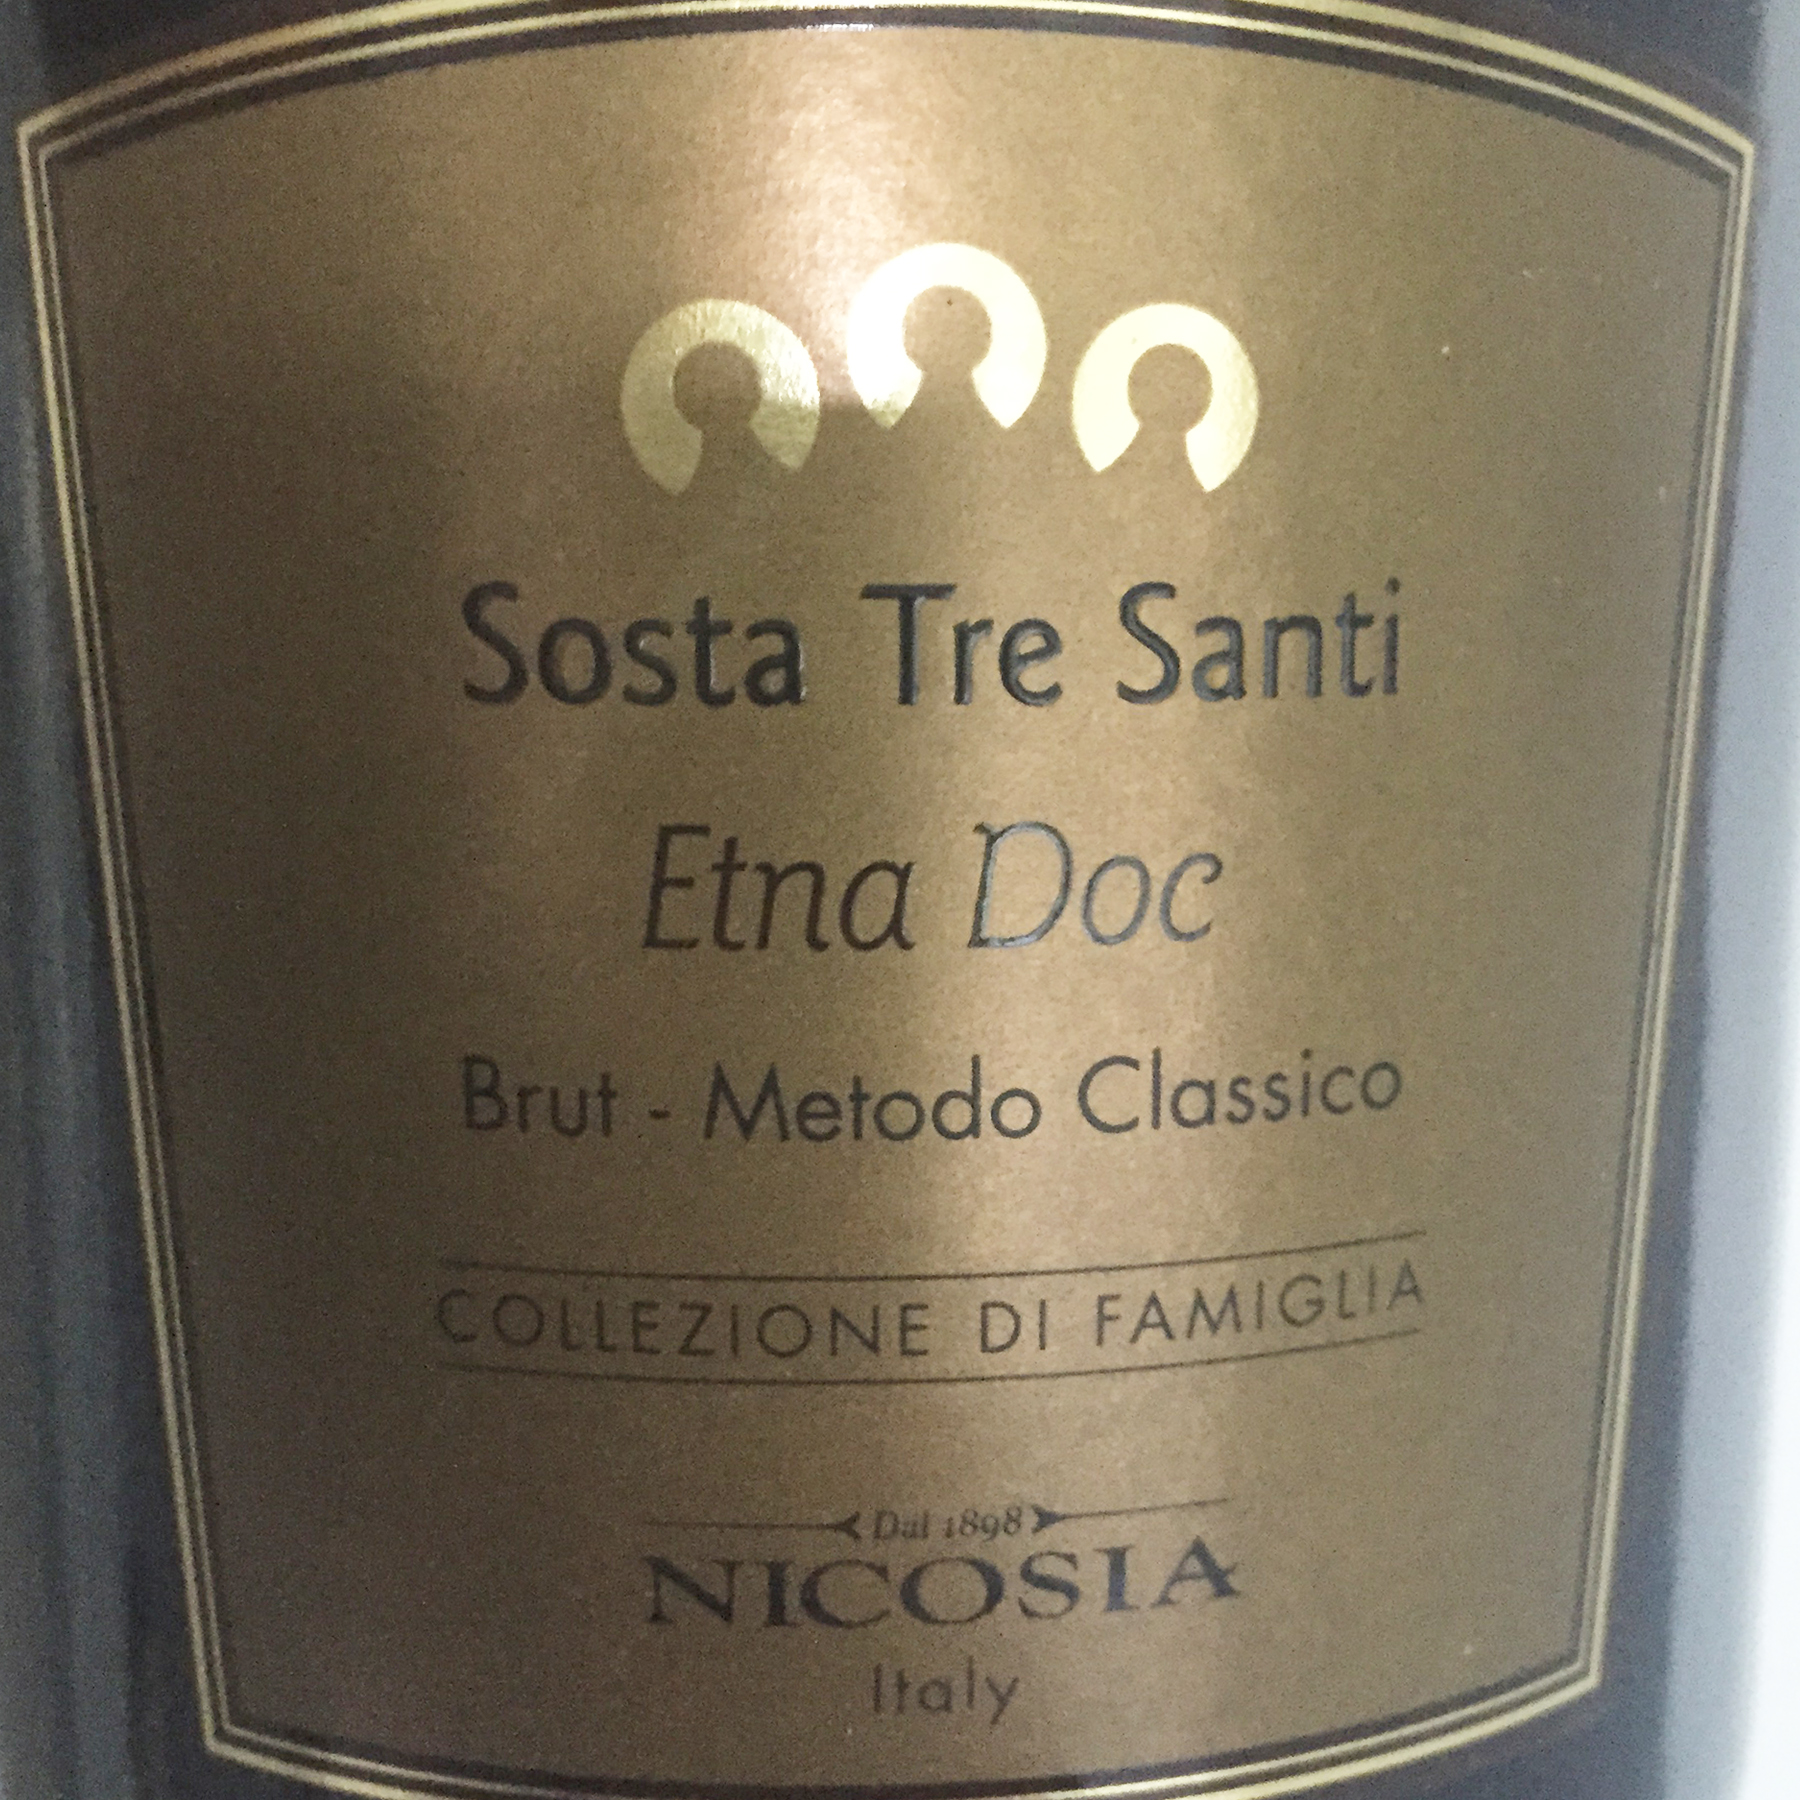 Sosta Tre Santi
Etna Doc
Brut - Metodo Classico
COLLEZIONE DI FAMIGLIA
Dal 1898
NICOSIA
Italy